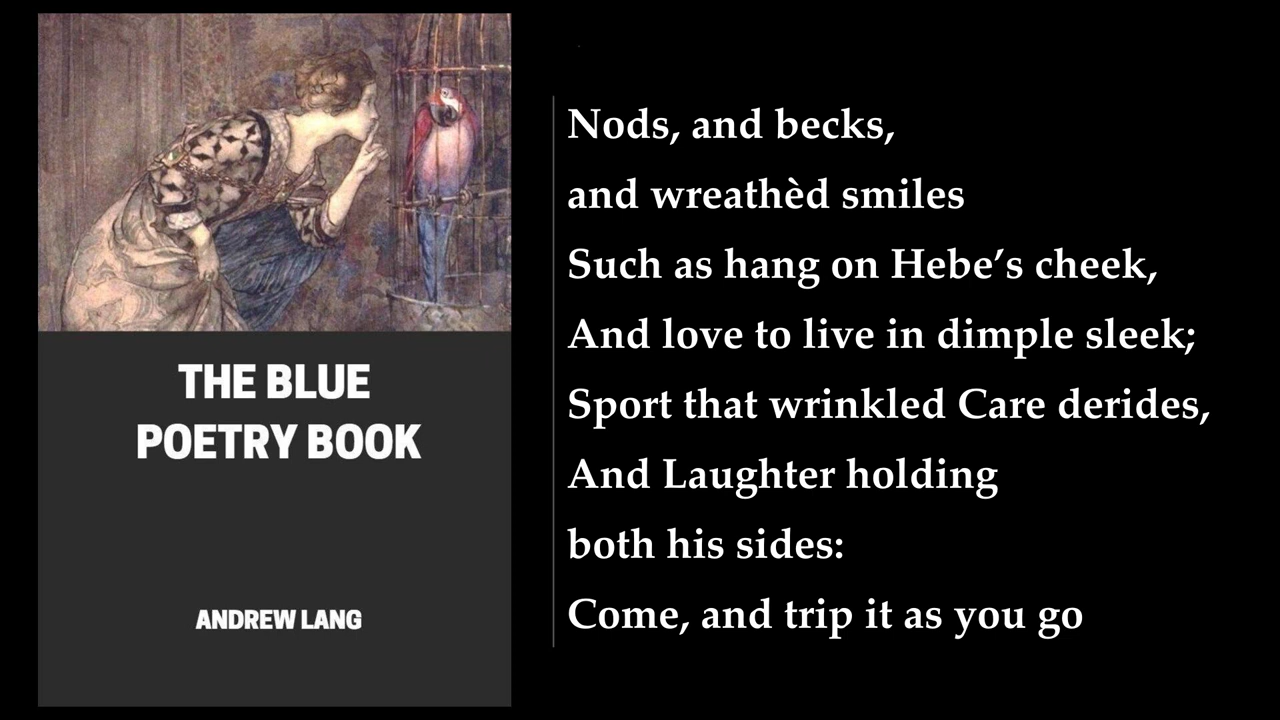 THE BLUE
POETRY BOOK
ANDREW LANG
Nods, and becks,
and wreathèd smiles
Such as hang on Hebe’s cheek,
And love to live in dimple sleek;
Sport that wrinkled Care derides,
And Laughter holding
both his sides:
Come, and trip it as you go